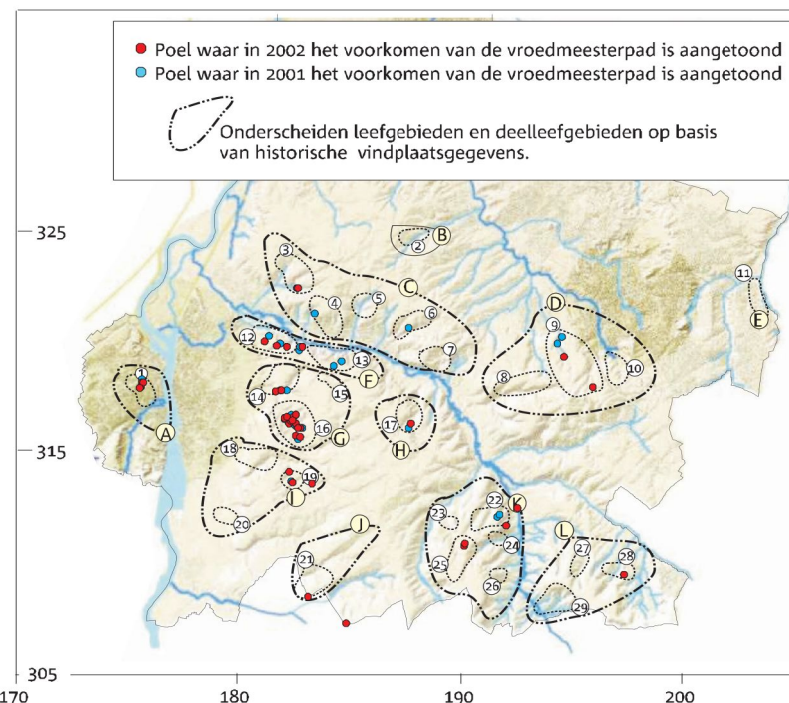 Poel waar in 2002 het voorkomen van de vroedmeesterpad is aangetoond
Poel waar in 2001 het voorkomen van de vroedmeesterpad is aangetoond
Onderscheiden leefgebieden en deelleefgebieden op basis
van historische vindplaatsgegevens.
325
315
305
170
180
190
200
3
2
B
11
C
4
5
6
D
9
E
12
13
7
F
8
10
1
14
15
16
G
17
H
A
18
19
I
20
22
K
23
24
25
26
J
21
L
27
28
29